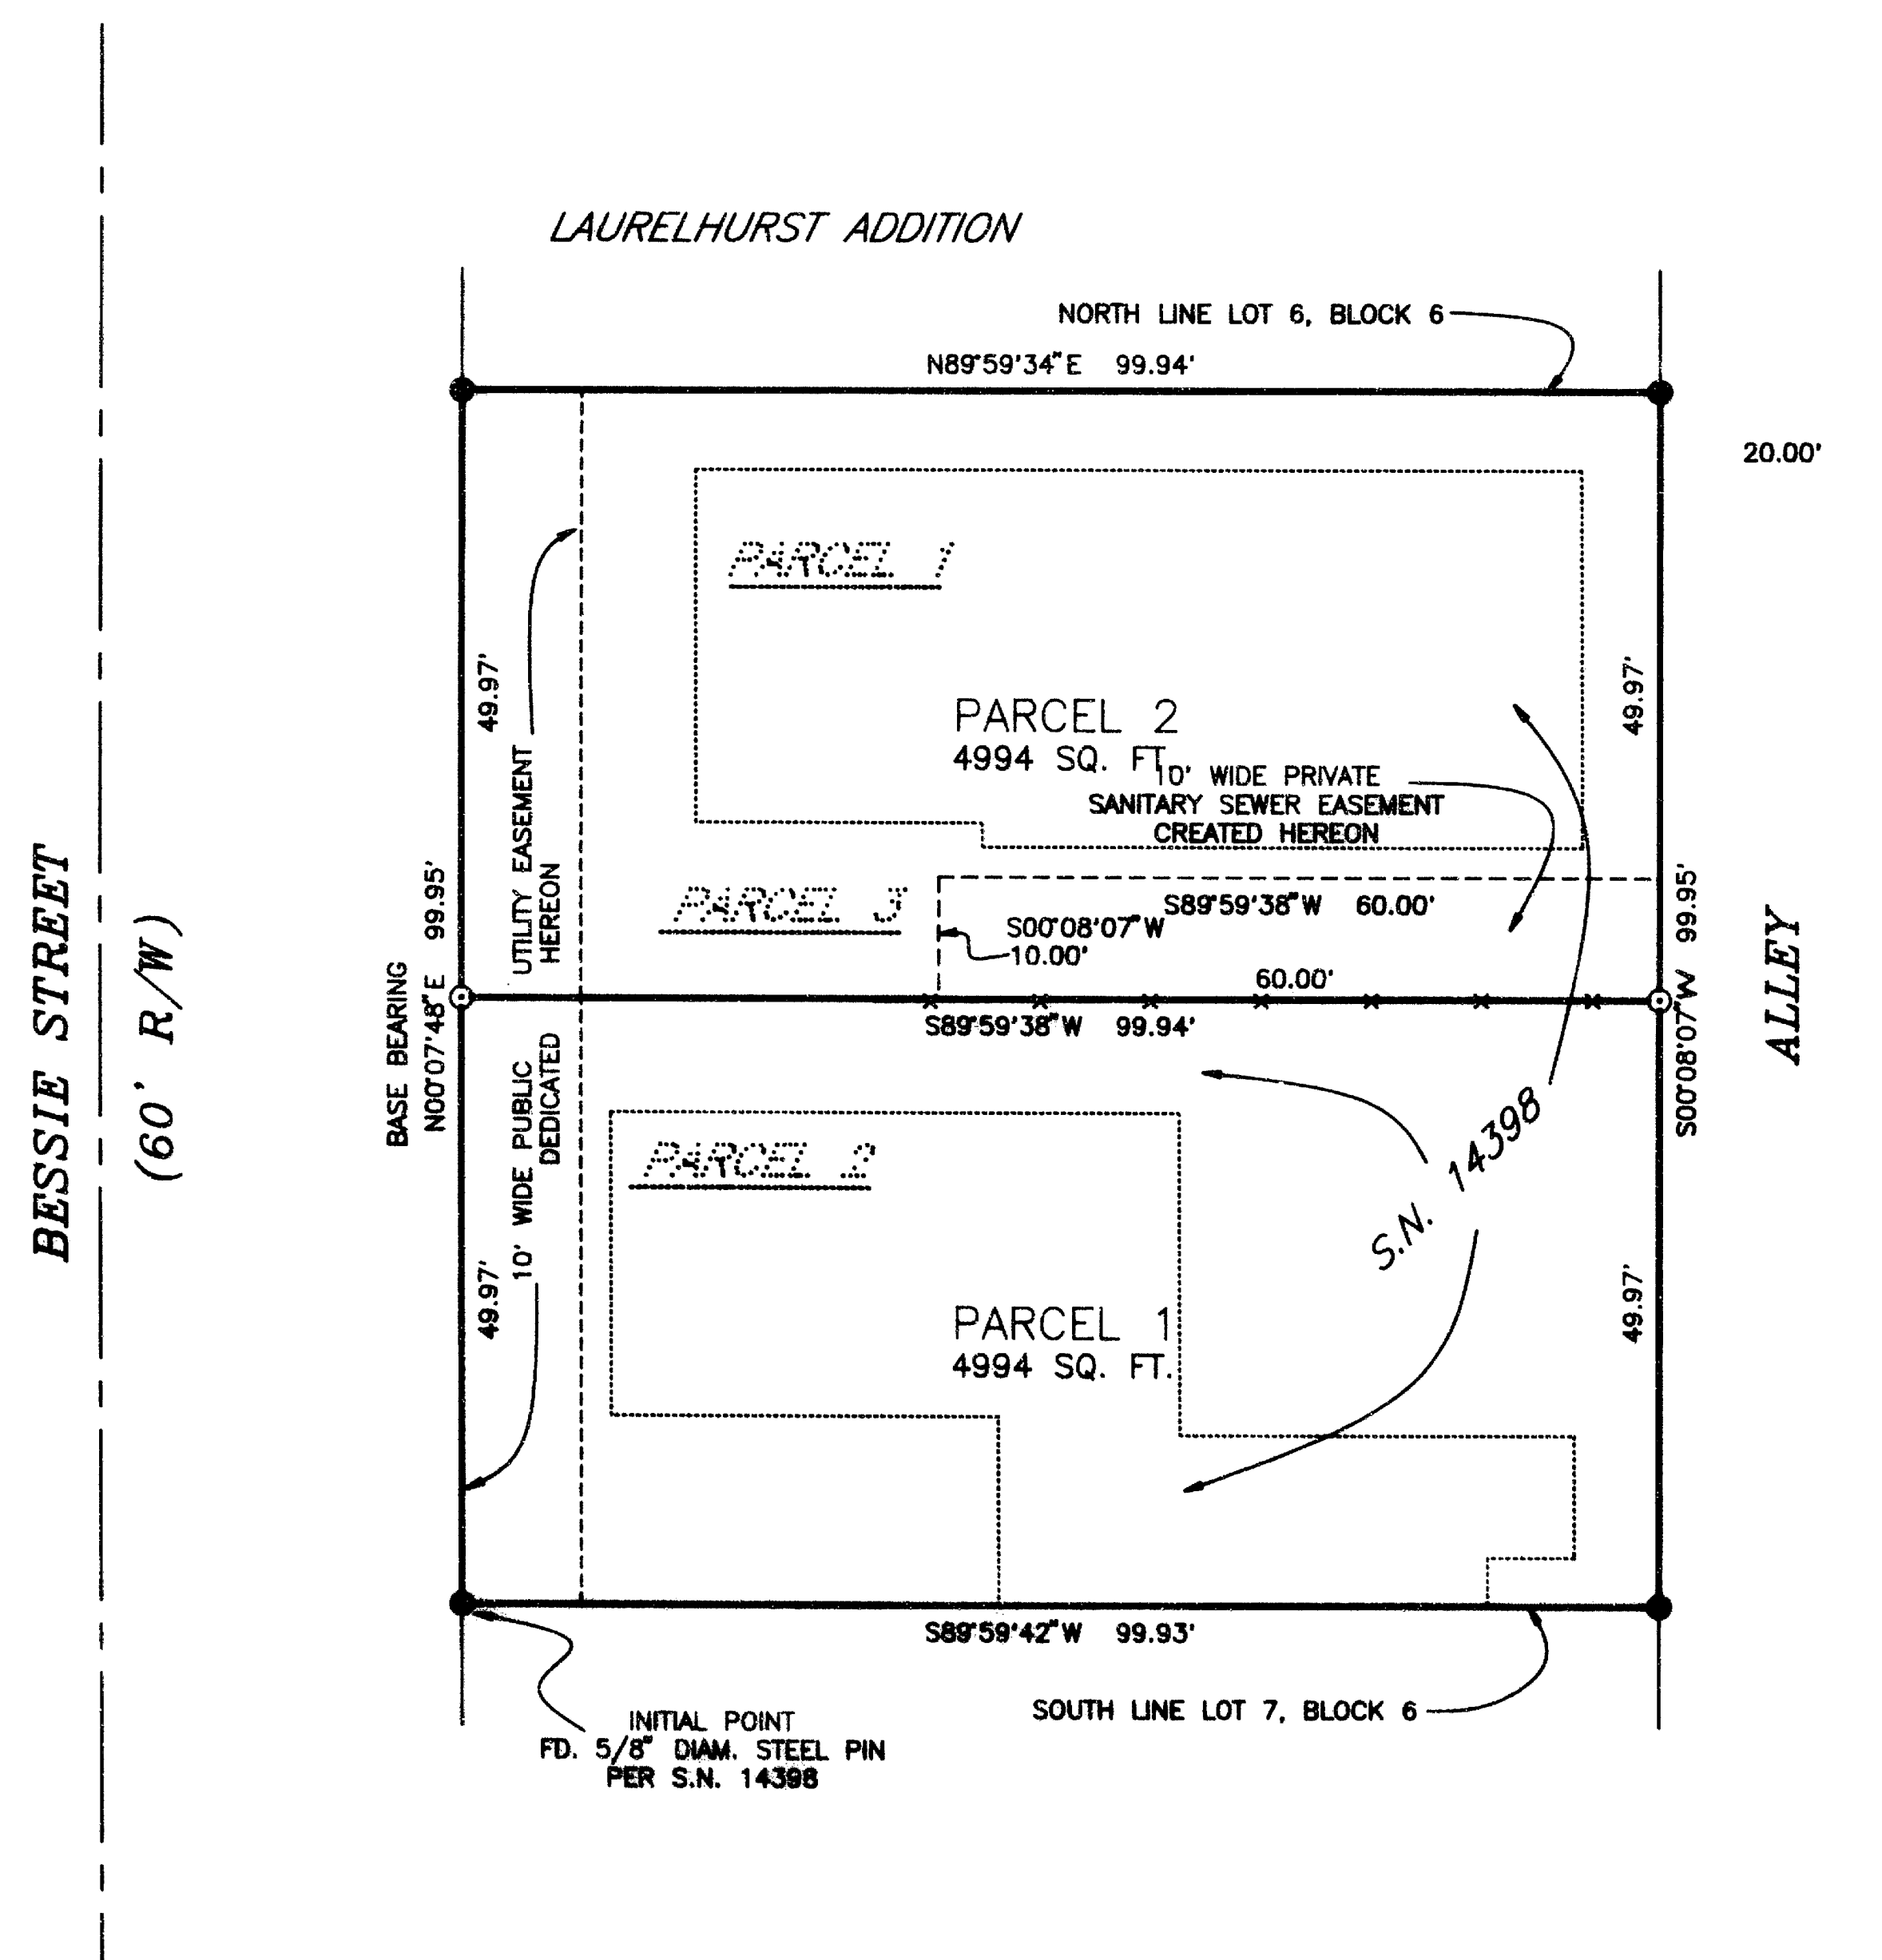 LAURELHURST ADDITION
NORTH LINE LOT 6, BLOCK 6
N89°59'34"E 99.94'
20.00'
PARCEL 1
49.97'
49.97'
PARCEL 2
4994 SQ. FT.
10' WIDE PRIVATE
SANITARY SEWER EASEMENT
CREATED HEREON
UTILITY EASEMENT
HEREON
PARCEL 3
S89°59'38"W 60.00'
S00°08'07"W
10.00'
60.00'
S89°59'38"W 99.94'
BESSIE STREET
(60' R/W)
BASE BEARING
N00°07'48"E 99.95'
S00°08'07"W 99.95'
ALLEY
10' WIDE PUBLIC
DEDICATED
PARCEL 2
S.N. 14398
49.97'
49.97'
PARCEL 1
4994 SQ. FT.
S89°59'42"W 99.93'
SOUTH LINE LOT 7, BLOCK 6
INITIAL POINT
FD. 5/8" DIAM. STEEL PIN
PER S.N. 14398